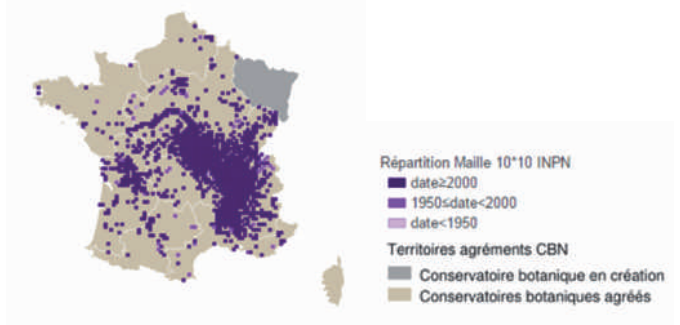 Répartition Maille 10*10 INPN
date≥2000
1950≤date<2000
date<1950
Territoires agréments CBN
Conservatoire botanique en création
Conservatoires botaniques agréés